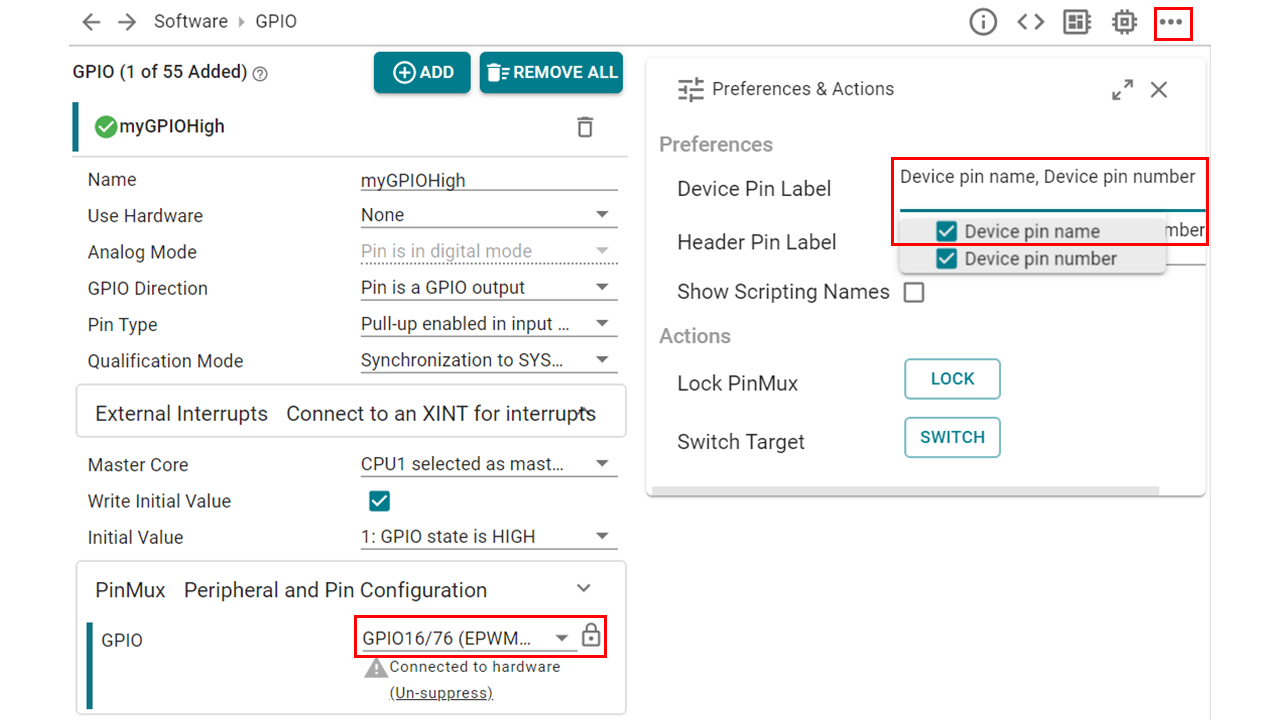 Software GPIO
GPIO (1 of 55 Added)
ADD
REMOVE ALL
myGPIOHigh
Name myGPIOHigh
Use Hardware None
Analog Mode Pin is in digital mode
GPIO Direction Pin is a GPIO output
Pin Type Pull-up enabled in input ...
Qualification Mode Synchronization to SYS...
External Interrupts Connect to an XINT for interrupts
Master Core CPU1 selected as mast...
Write Initial Value
Initial Value 1: GPIO state is HIGH
PinMux Peripheral and Pin Configuration
GPIO GPIO16/76 (EPWM...
Connected to hardware
(Un-suppress)
Preferences & Actions
Preferences
Device Pin Label Device pin name, Device pin number
Device pin name
Header Pin Label mber
Device pin number
Show Scripting Names
Actions
Lock PinMux LOCK
Switch Target SWITCH